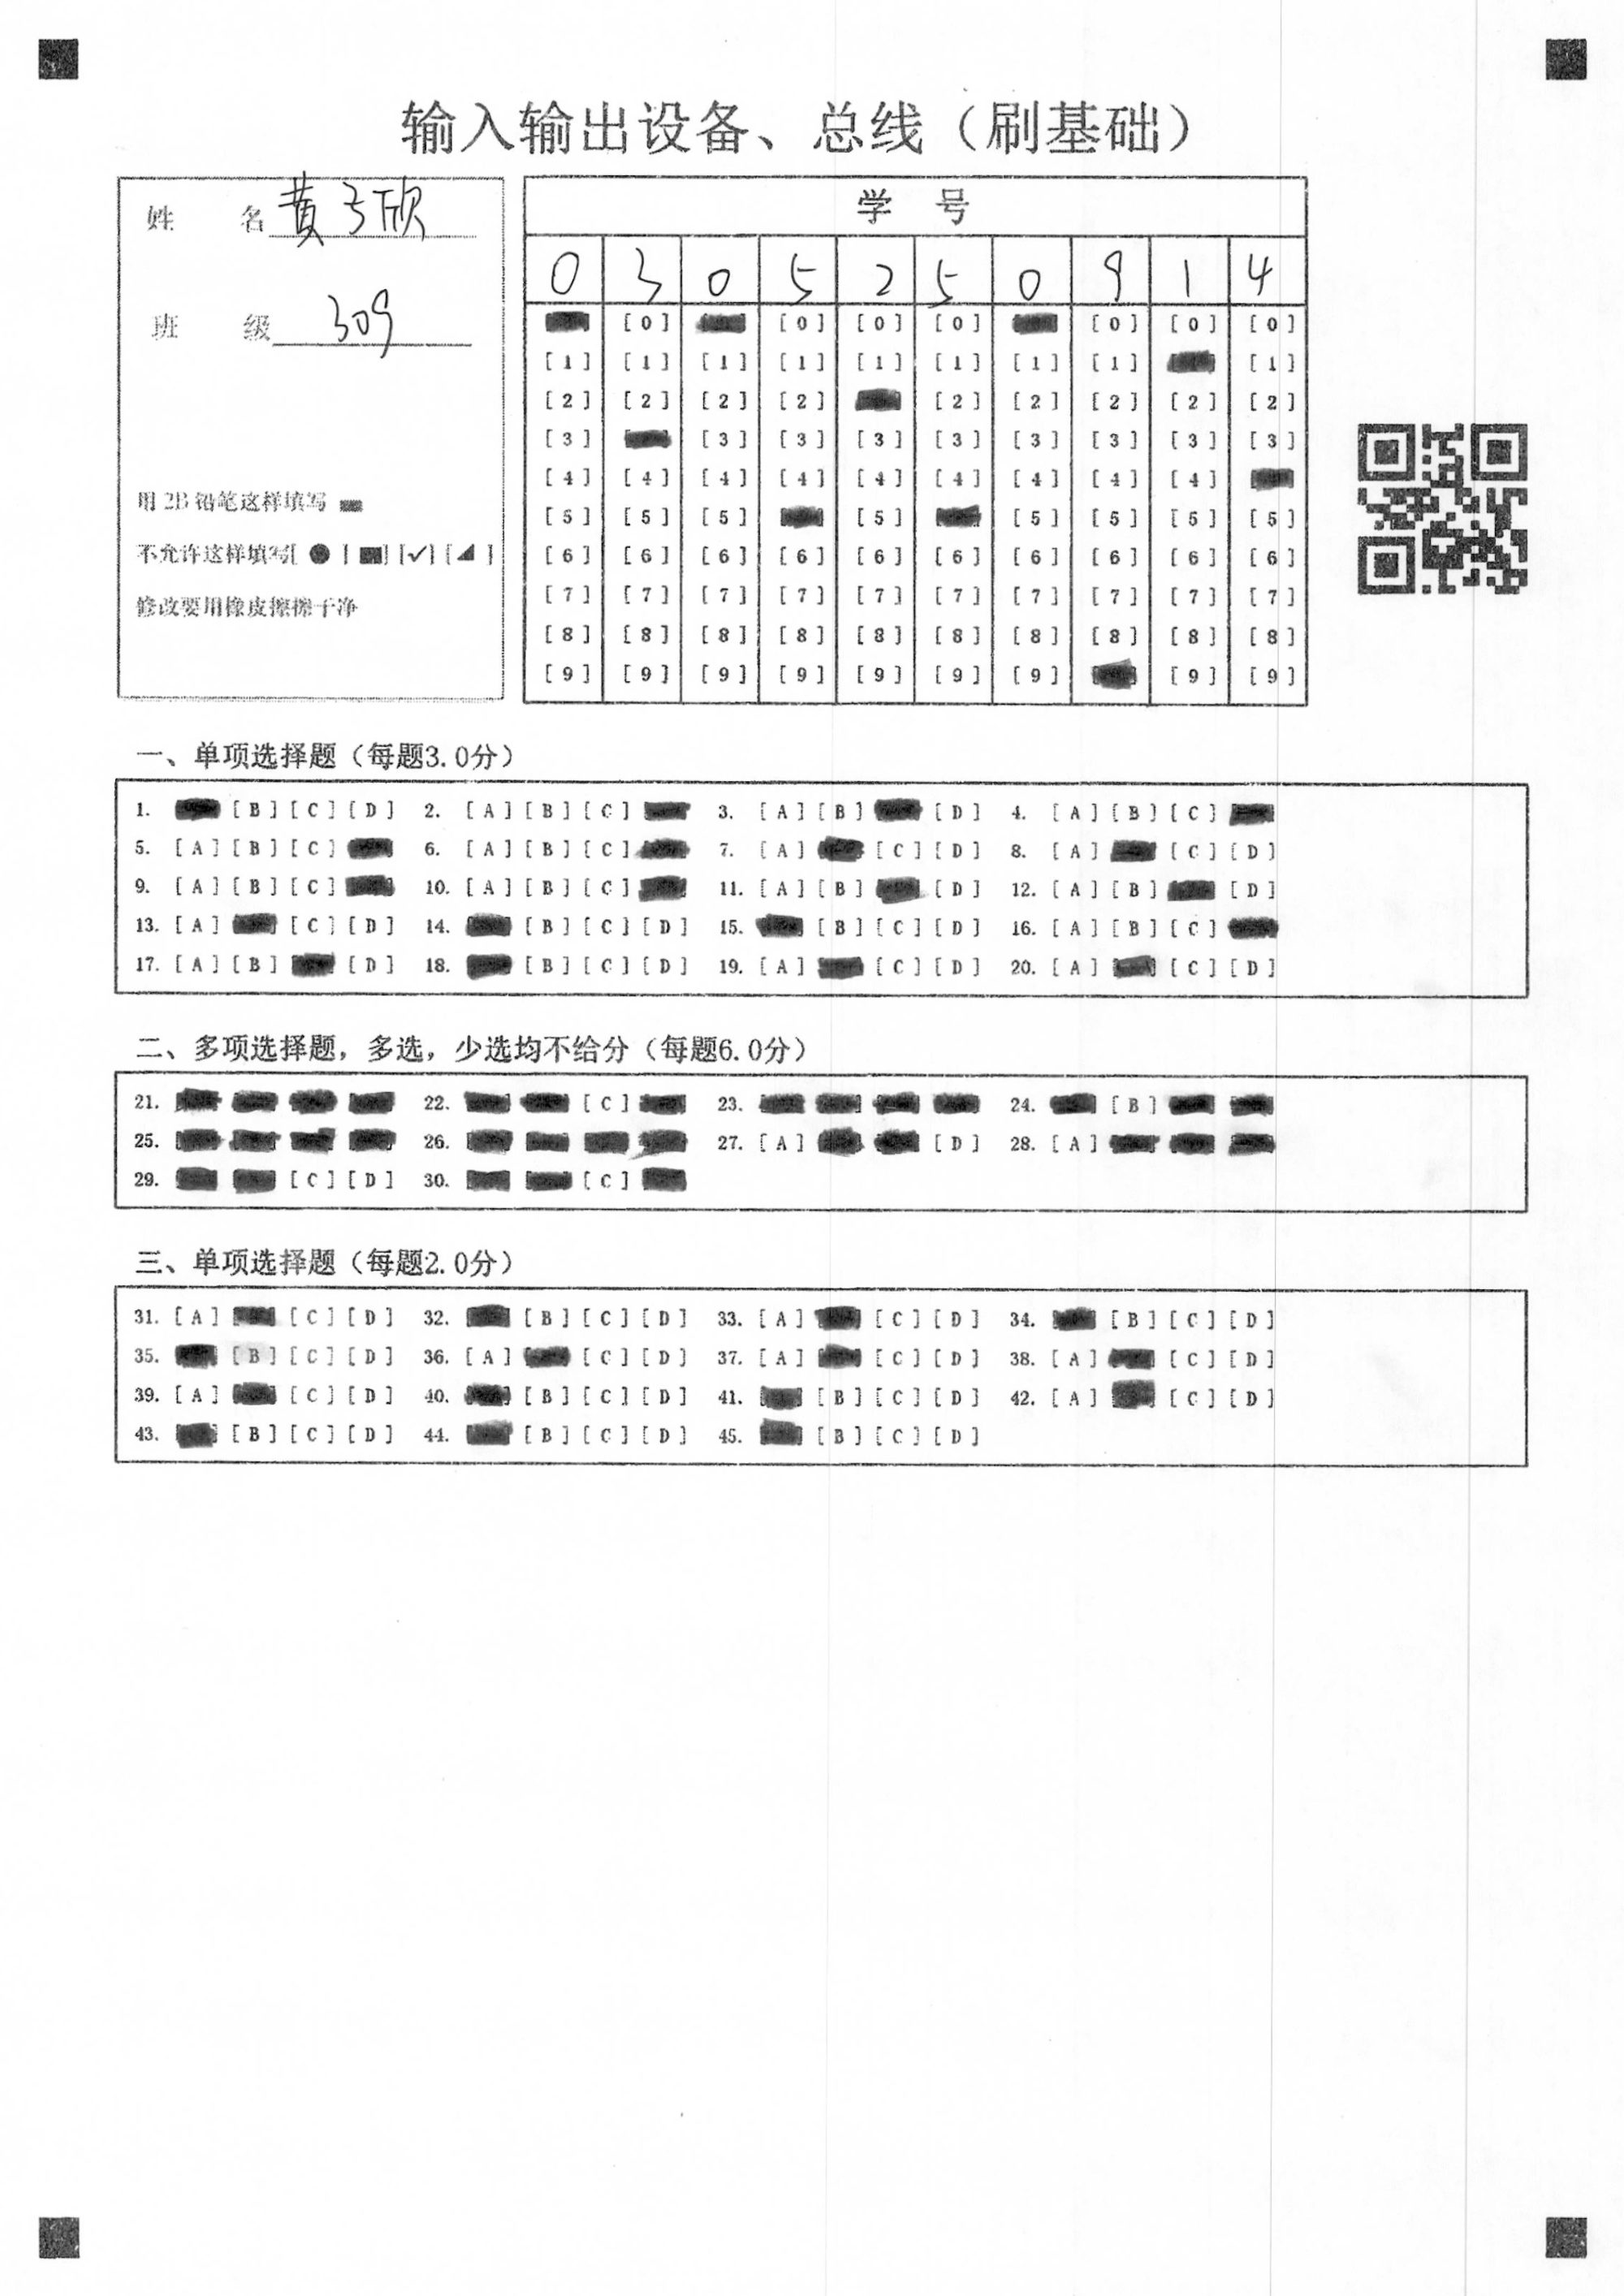 输入输出设备、总线（刷基础）
姓 名 黄子欣
班 级 309
用 2B 铅笔这样填写
不允许这样填写[ ● ] [■] [✓] [◢ ]
修改要用橡皮擦擦干净
学 号
0 3 0 5 2 5 0 9 1 4
[0] [0] [0] [0] [0] [0] [0]
[1] [1] [1] [1] [1] [1] [1] [1] [1]
[2] [2] [2] [2] [2] [2] [2] [2] [2]
[3] [3] [3] [3] [3] [3] [3] [3] [3]
[4] [4] [4] [4] [4] [4] [4] [4] [4]
[5] [5] [5] [5] [5] [5] [5] [5]
[6] [6] [6] [6] [6] [6] [6] [6] [6] [6]
[7] [7] [7] [7] [7] [7] [7] [7] [7] [7]
[8] [8] [8] [8] [8] [8] [8] [8] [8] [8]
[9] [9] [9] [9] [9] [9] [9] [9] [9]
一、单项选择题（每题3.0分）
1. [B] [C] [D] 2. [A] [B] [C] 3. [A] [B] [D] 4. [A] [B] [C]
5. [A] [B] [C] 6. [A] [B] [C] 7. [A] [C] [D] 8. [A] [C] [D]
9. [A] [B] [C] 10. [A] [B] [C] 11. [A] [B] [D] 12. [A] [B] [D]
13. [A] [C] [D] 14. [B] [C] [D] 15. [B] [C] [D] 16. [A] [B] [C]
17. [A] [B] [D] 18. [B] [C] [D] 19. [A] [C] [D] 20. [A] [C] [D]
二、多项选择题，多选，少选均不给分（每题6.0分）
21. 22. [C] 23. 24. [B]
25. 26. 27. [A] [D] 28. [A]
29. [C] [D] 30. [C]
三、单项选择题（每题2.0分）
31. [A] [C] [D] 32. [B] [C] [D] 33. [A] [C] [D] 34. [B] [C] [D]
35. [B] [C] [D] 36. [A] [C] [D] 37. [A] [C] [D] 38. [A] [C] [D]
39. [A] [C] [D] 40. [B] [C] [D] 41. [B] [C] [D] 42. [A] [C] [D]
43. [B] [C] [D] 44. [B] [C] [D] 45. [B] [C] [D]